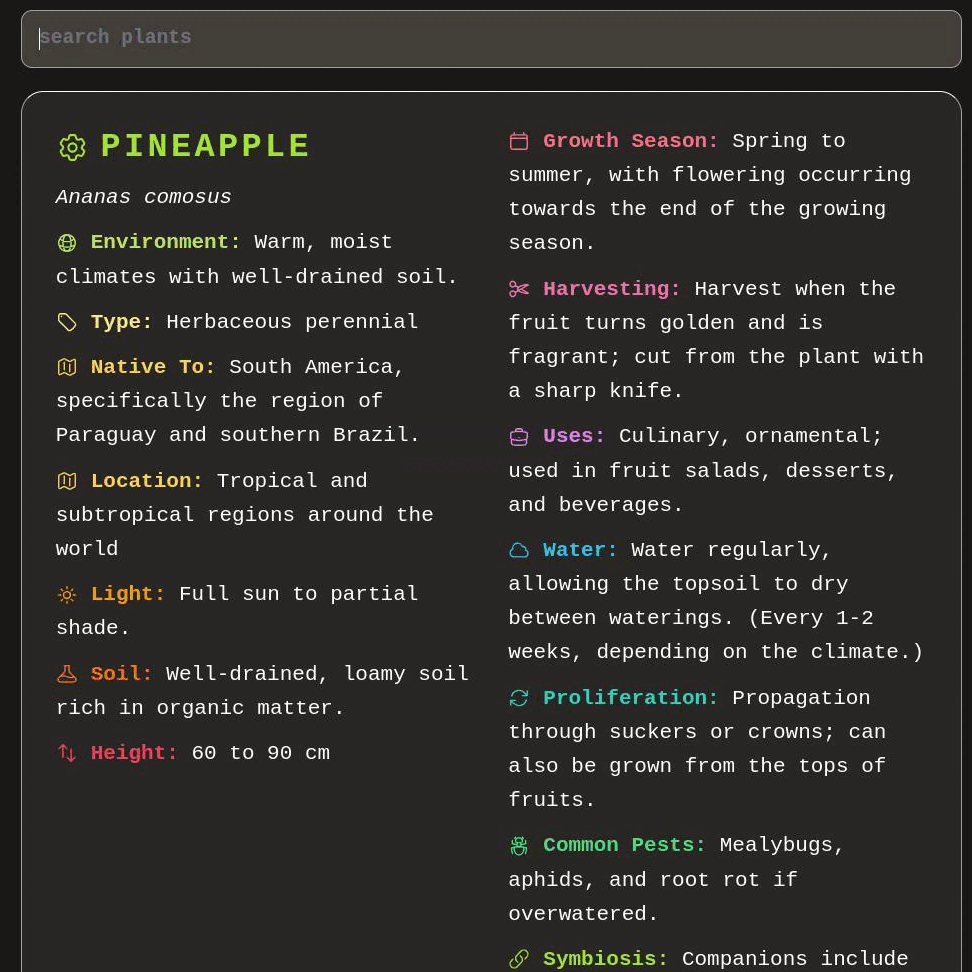 search plants
PINEAPPLE
Ananas comosus
Environment: Warm, moist
climates with well-drained soil.
Type: Herbaceous perennial
Native To: South America,
specifically the region of
Paraguay and southern Brazil.
Location: Tropical and
subtropical regions around the
world
Light: Full sun to partial
shade.
Soil: Well-drained, loamy soil
rich in organic matter.
Height: 60 to 90 cm
Growth Season: Spring to
summer, with flowering occurring
towards the end of the growing
season.
Harvesting: Harvest when the
fruit turns golden and is
fragrant; cut from the plant with
a sharp knife.
Uses: Culinary, ornamental;
used in fruit salads, desserts,
and beverages.
Water: Water regularly,
allowing the topsoil to dry
between waterings. (Every 1-2
weeks, depending on the climate.)
Proliferation: Propagation
through suckers or crowns; can
also be grown from the tops of
fruits.
Common Pests: Mealybugs,
aphids, and root rot if
overwatered.
Symbiosis: Companions include